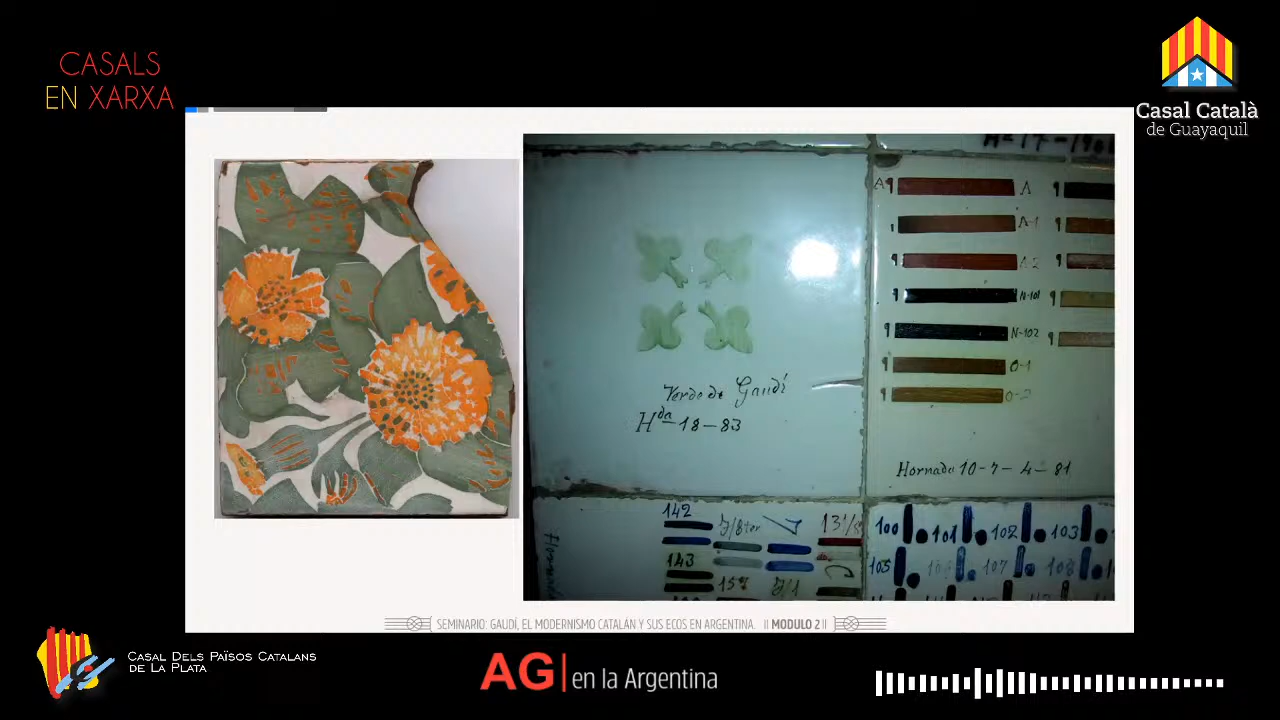 CASALS
EN XARXA
Casal Català
de Guayaquil
A
A-1
A-2
N-101
N-102
O-1
O-2
Verde de Gaudí
Hda 18-83
Hornada 10-7-4-81
142
143
100
101
102
103
105
107
108
SEMINARIO: GAUDÍ, EL MODERNISMO CATALÁN Y SUS ECOS EN ARGENTINA. || MODULO 2 ||
CASAL DELS PAÏSOS CATALANS
DE LA PLATA
AG | en la Argentina